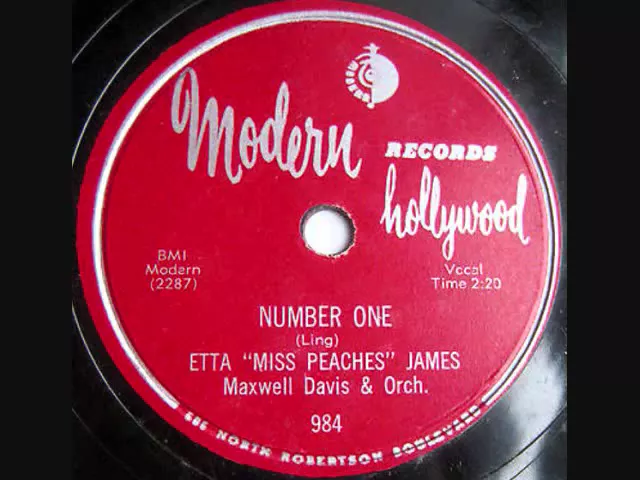 Modern
RECORDS
hollywood
BMI
Modern
(2287)
Vocal
Time 2:20
NUMBER ONE
(Ling)
ETTA "MISS PEACHES" JAMES
Maxwell Davis & Orch.
984
686 NORTH ROBERTSON BOULEVARD